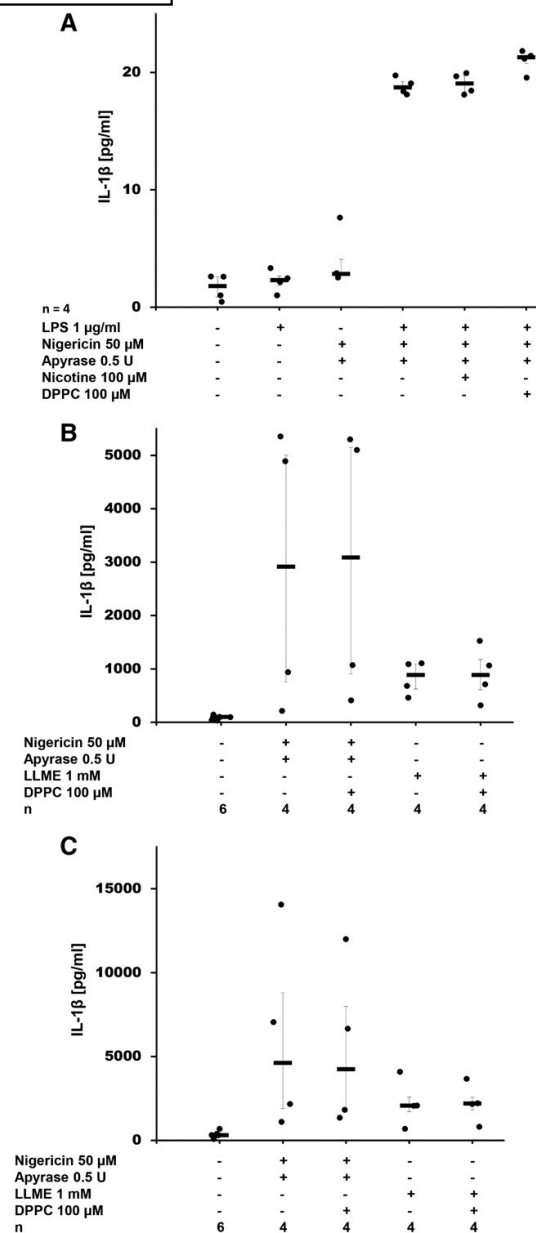 A
IL-1β [pg/ml]
20
10
0
n = 4
LPS 1 µg/ml - + - + + +
Nigericin 50 µM - - + + + +
Apyrase 0.5 U - - + + + +
Nicotine 100 µM - - - - + -
DPPC 100 µM - - - - - +
B
IL-1β [pg/ml]
5000
4000
3000
2000
1000
0
Nigericin 50 µM - + + - -
Apyrase 0.5 U - + + - -
LLME 1 mM - - - + +
DPPC 100 µM - - + - +
n 6 4 4 4 4
C
IL-1β [pg/ml]
15000
10000
5000
0
Nigericin 50 µM - + + - -
Apyrase 0.5 U - + + - -
LLME 1 mM - - - + +
DPPC 100 µM - - + - +
n 6 4 4 4 4